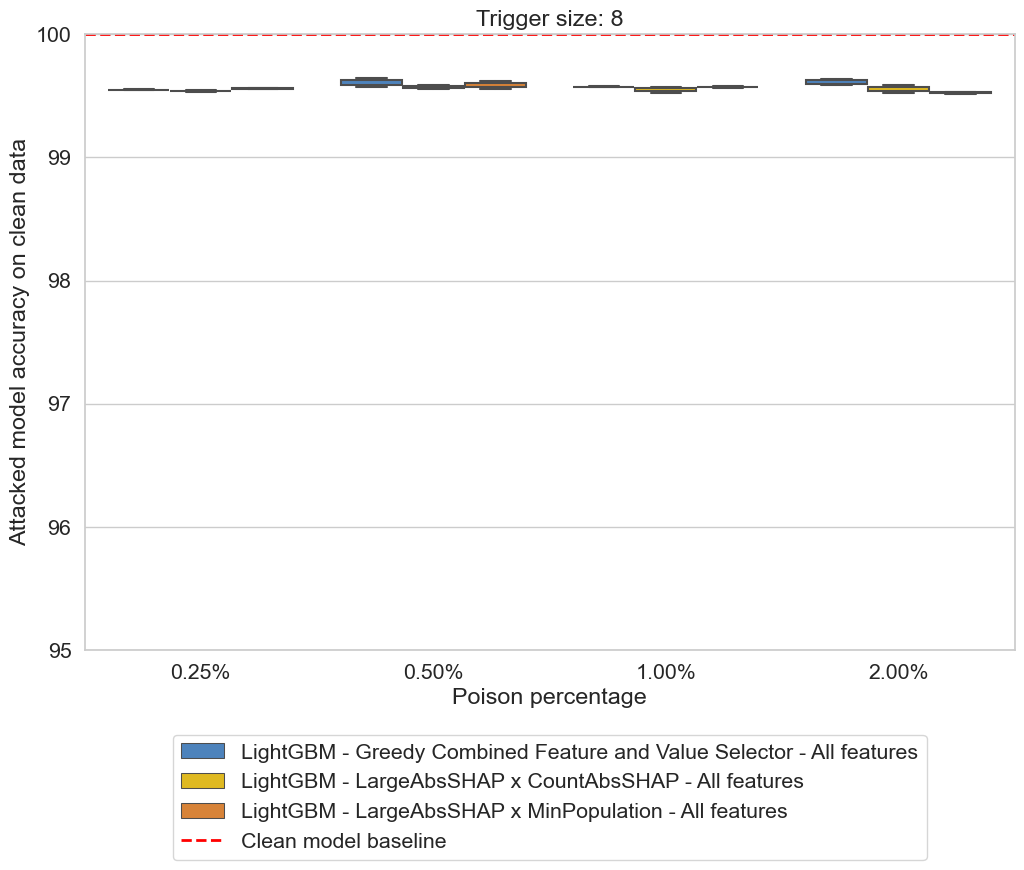 Trigger size: 8
100
99
98
97
96
95
Attacked model accuracy on clean data
0.25%
0.50%
1.00%
2.00%
Poison percentage
LightGBM - Greedy Combined Feature and Value Selector - All features
LightGBM - LargeAbsSHAP x CountAbsSHAP - All features
LightGBM - LargeAbsSHAP x MinPopulation - All features
Clean model baseline